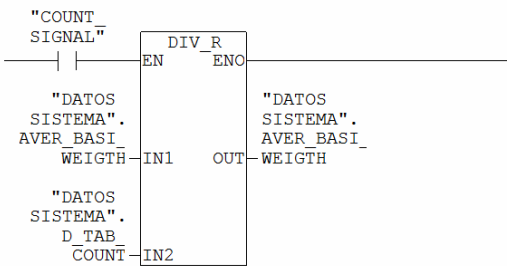 "COUNT_
SIGNAL"
DIV_R
EN ENO
"DATOS
SISTEMA".
AVER_BASI_
WEIGTH
IN1
"DATOS
SISTEMA".
AVER_BASI_
WEIGTH
OUT
"DATOS
SISTEMA".
D_TAB_
COUNT
IN2